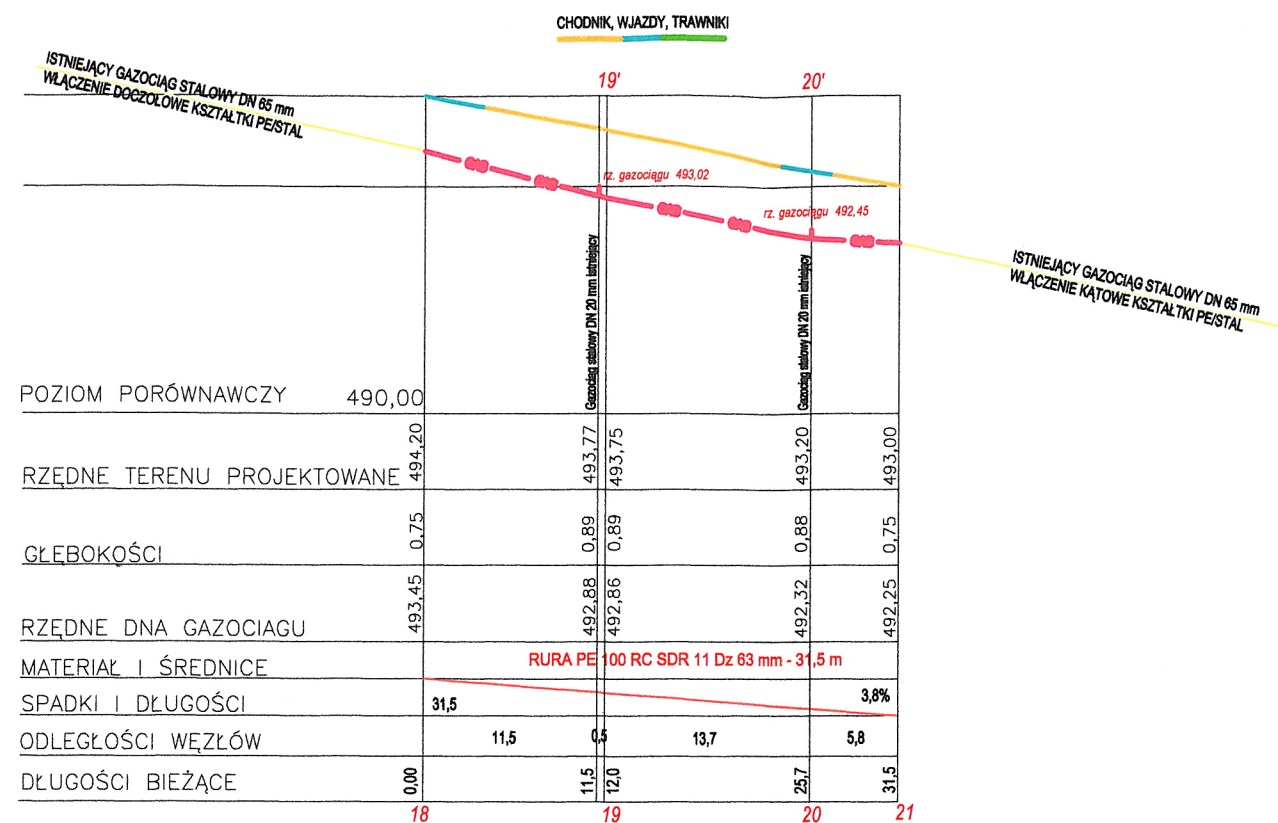 CHODNIK, WJAZDY, TRAWNIKI
ISTNIEJĄCY GAZOCIĄG STALOWY DN 65 mm
WŁĄCZENIE DOCZOŁOWE KSZTAŁTKI PE/STAL
19' 20'
rz. gazociągu 493,02
rz. gazociągu 492,45
Gazociąg stalowy DN 20 mm istniejący
Gazociąg stalowy DN 20 mm istniejący
ISTNIEJĄCY GAZOCIĄG STALOWY DN 65 mm
WŁĄCZENIE KĄTOWE KSZTAŁTKI PE/STAL
POZIOM PORÓWNAWCZY 490,00
RZĘDNE TERENU PROJEKTOWANE 494,20 493,77 493,75 493,20 493,00
GŁĘBOKOŚCI 0,75 0,89 0,89 0,88 0,75
RZĘDNE DNA GAZOCIAGU 493,45 492,88 492,86 492,32 492,25
MATERIAŁ I ŚREDNICE RURA PE 100 RC SDR 11 Dz 63 mm - 31,5 m
SPADKI I DŁUGOŚCI 31,5 3,8%
ODLEGŁOŚCI WĘZŁÓW 11,5 0,5 13,7 5,8
DŁUGOŚCI BIEŻĄCE 0,00 11,5 12,0 25,7 31,5
18 19 20 21